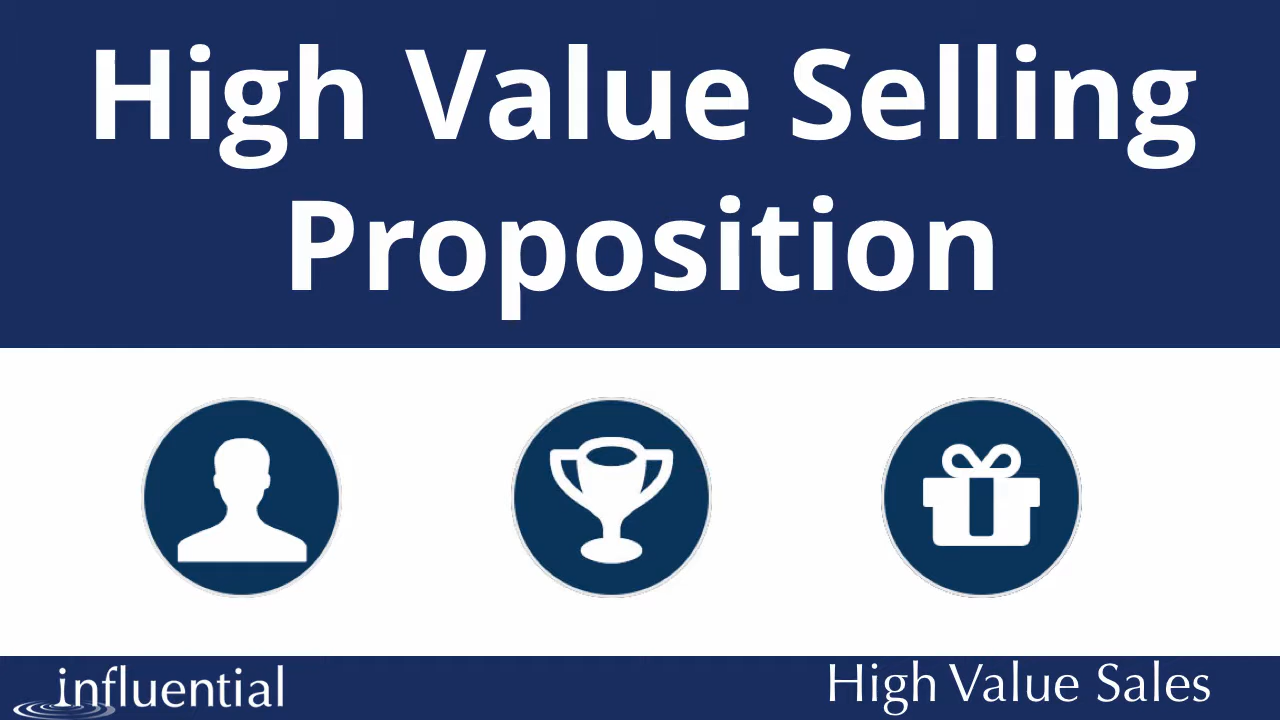 High Value Selling
Proposition
influential
High Value Sales